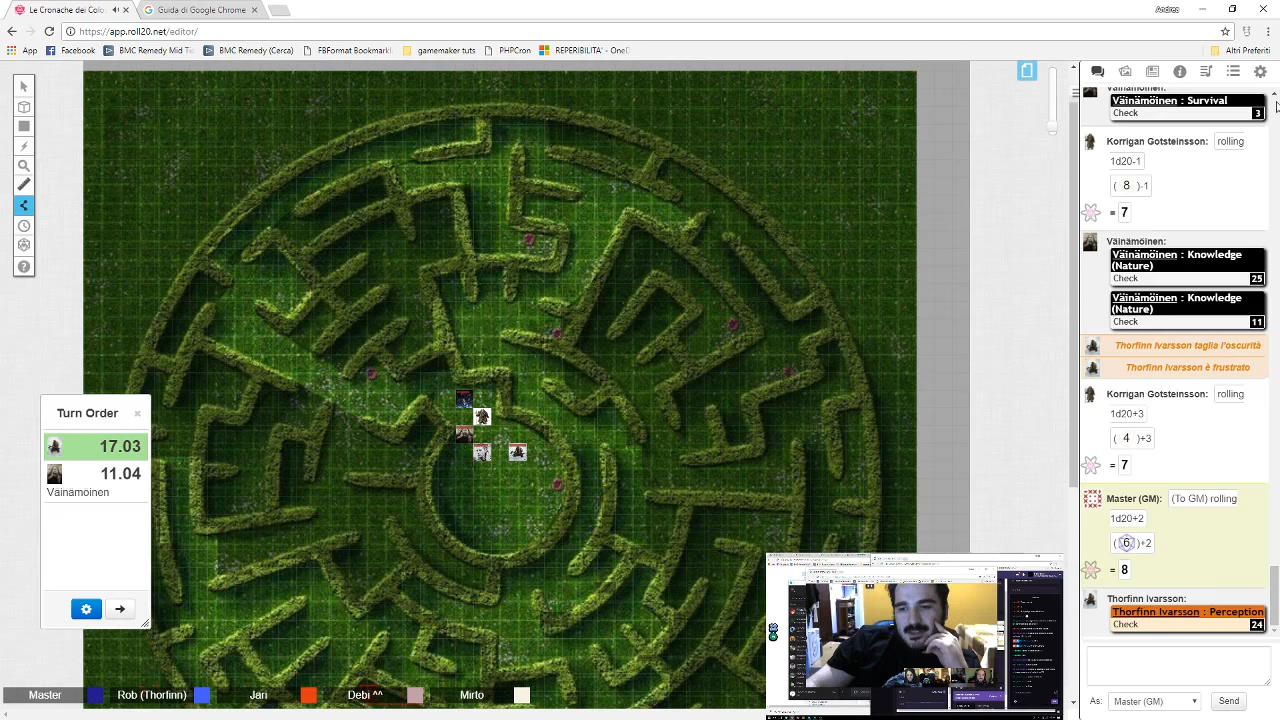 Le Cronache dei Colo
Guida di Google Chrome
Andrea
https://app.roll20.net/editor/
App
Facebook
BMC Remedy Mid Tie
BMC Remedy (Cerca)
FBFormat Bookmarkl
gamemaker tuts
PHPCron
REPERIBILITA' - OneD
Altri Preferiti
Väinämöinen:
Väinämöinen : Survival
Check
3
Korrigan Gotsteinsson: rolling
1d20-1
( 8 )-1
= 7
Väinämöinen:
Väinämöinen : Knowledge
(Nature)
Check
25
Väinämöinen : Knowledge
(Nature)
Check
11
Thorfinn Ivarsson taglia l'oscurità
Thorfinn Ivarsson è frustrato
Korrigan Gotsteinsson: rolling
1d20+3
( 4 )+3
= 7
Master (GM): (To GM) rolling
1d20+2
( 6 )+2
= 8
Thorfinn Ivarsson:
Thorfinn Ivarsson : Perception
Check
24
As: Master (GM)
Send
Turn Order
17.03
11.04
Väinämoinen
Master
Rob (Thorfinn)
Jari
Debi ^^
Mirto